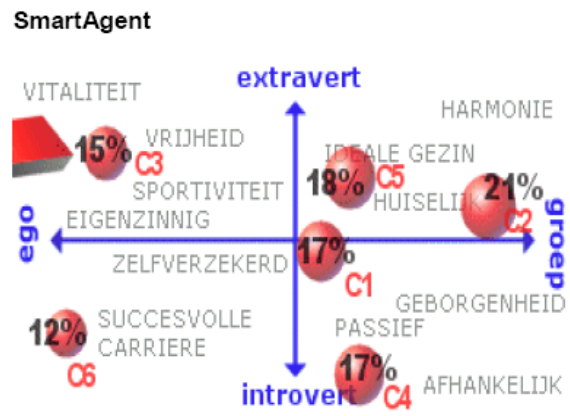 SmartAgent
extravert
VITALITEIT
HARMONIE
15%
C3
VRIJHEID
IDEALE GEZIN
18%
C5
SPORTIVITEIT
HUISELIJK
21%
C2
EIGENZINNIG
ego
groep
17%
C1
ZELFVERZEKERD
GEBORGENHEID
12%
C6
SUCCESVOLLE
CARRIERE
PASSIEF
17%
C4
introvert
AFHANKELIJK